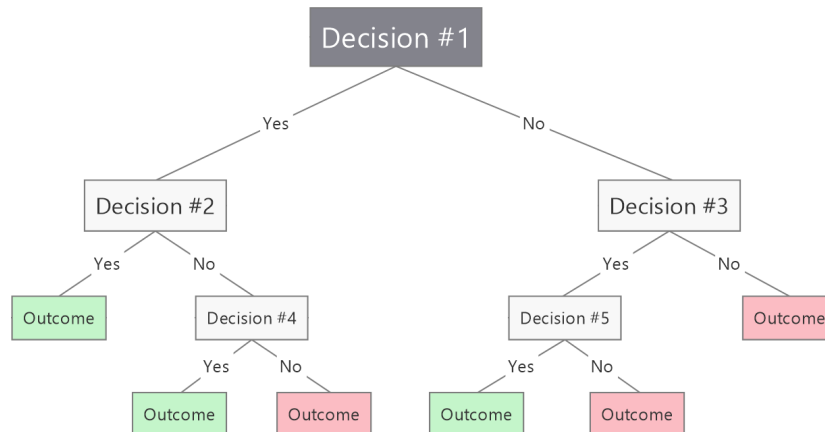 Decision #1
Yes
No
Decision #2
Decision #3
Yes
No
Yes
No
Outcome
Decision #4
Decision #5
Outcome
Yes
No
Yes
No
Outcome
Outcome
Outcome
Outcome